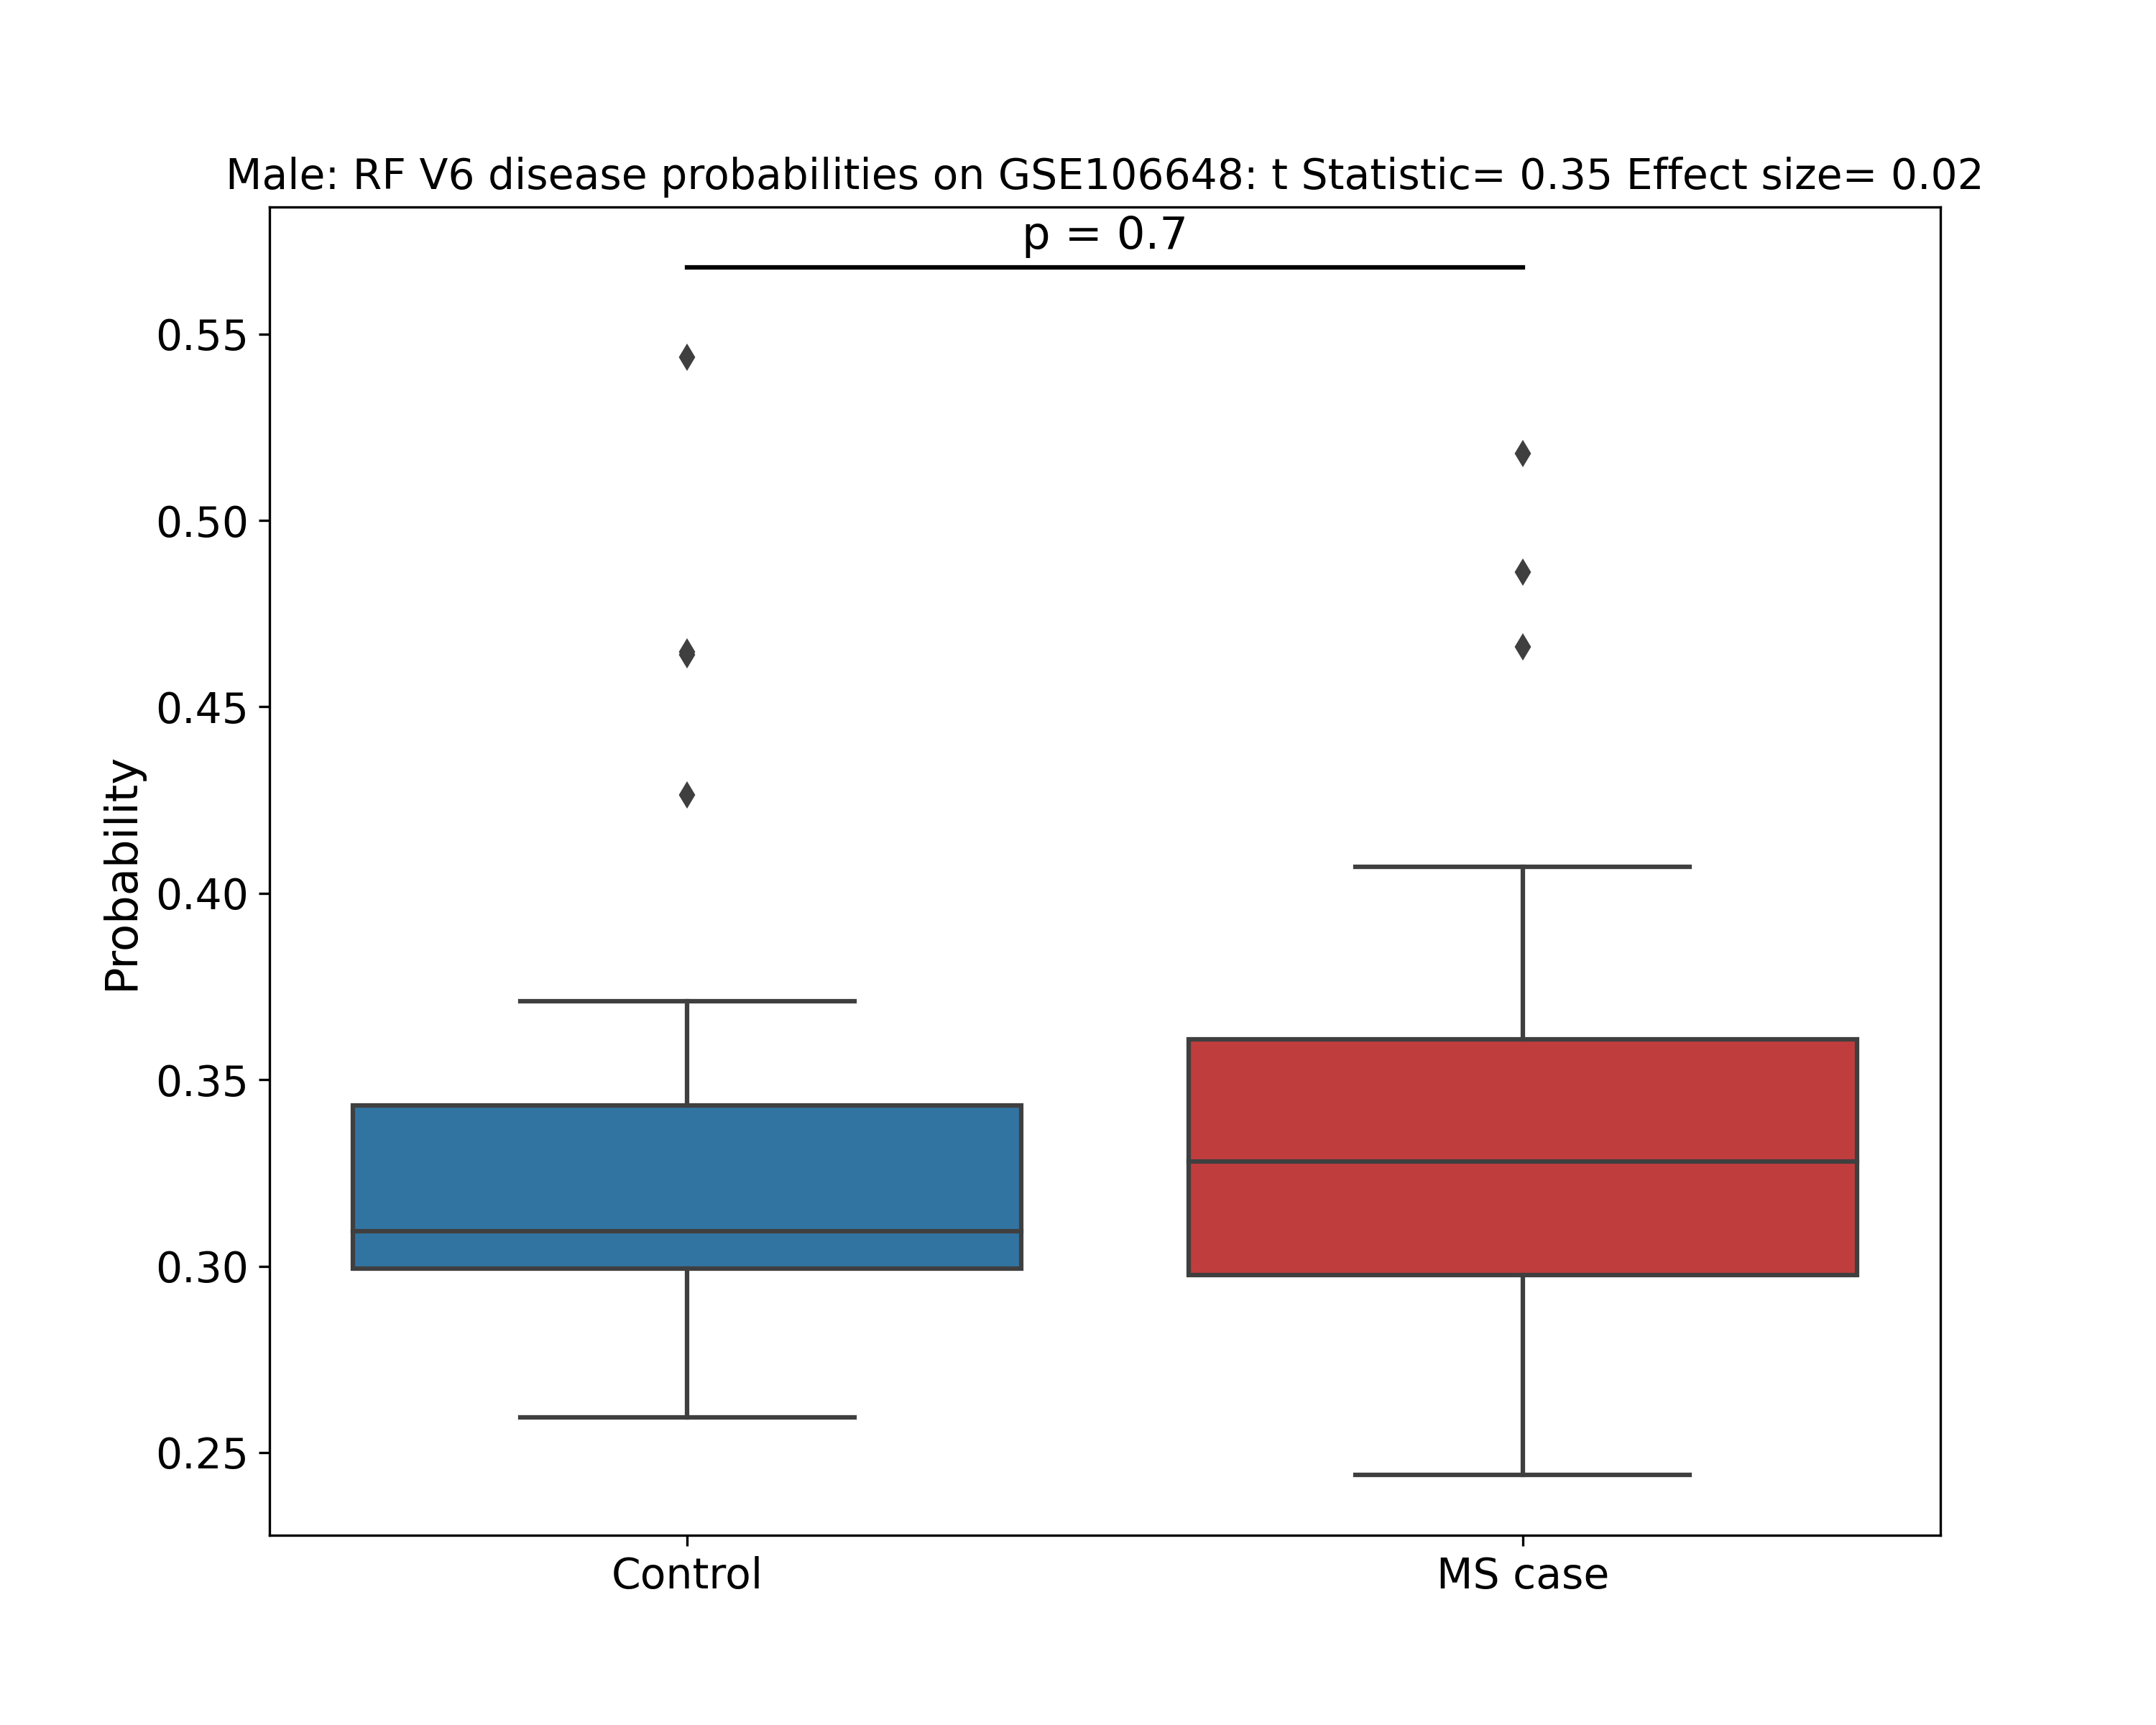 Male: RF V6 disease probabilities on GSE106648: t Statistic= 0.35 Effect size= 0.02
p = 0.7
0.55
0.50
0.45
0.40
0.35
0.30
0.25
Probability
Control
MS case